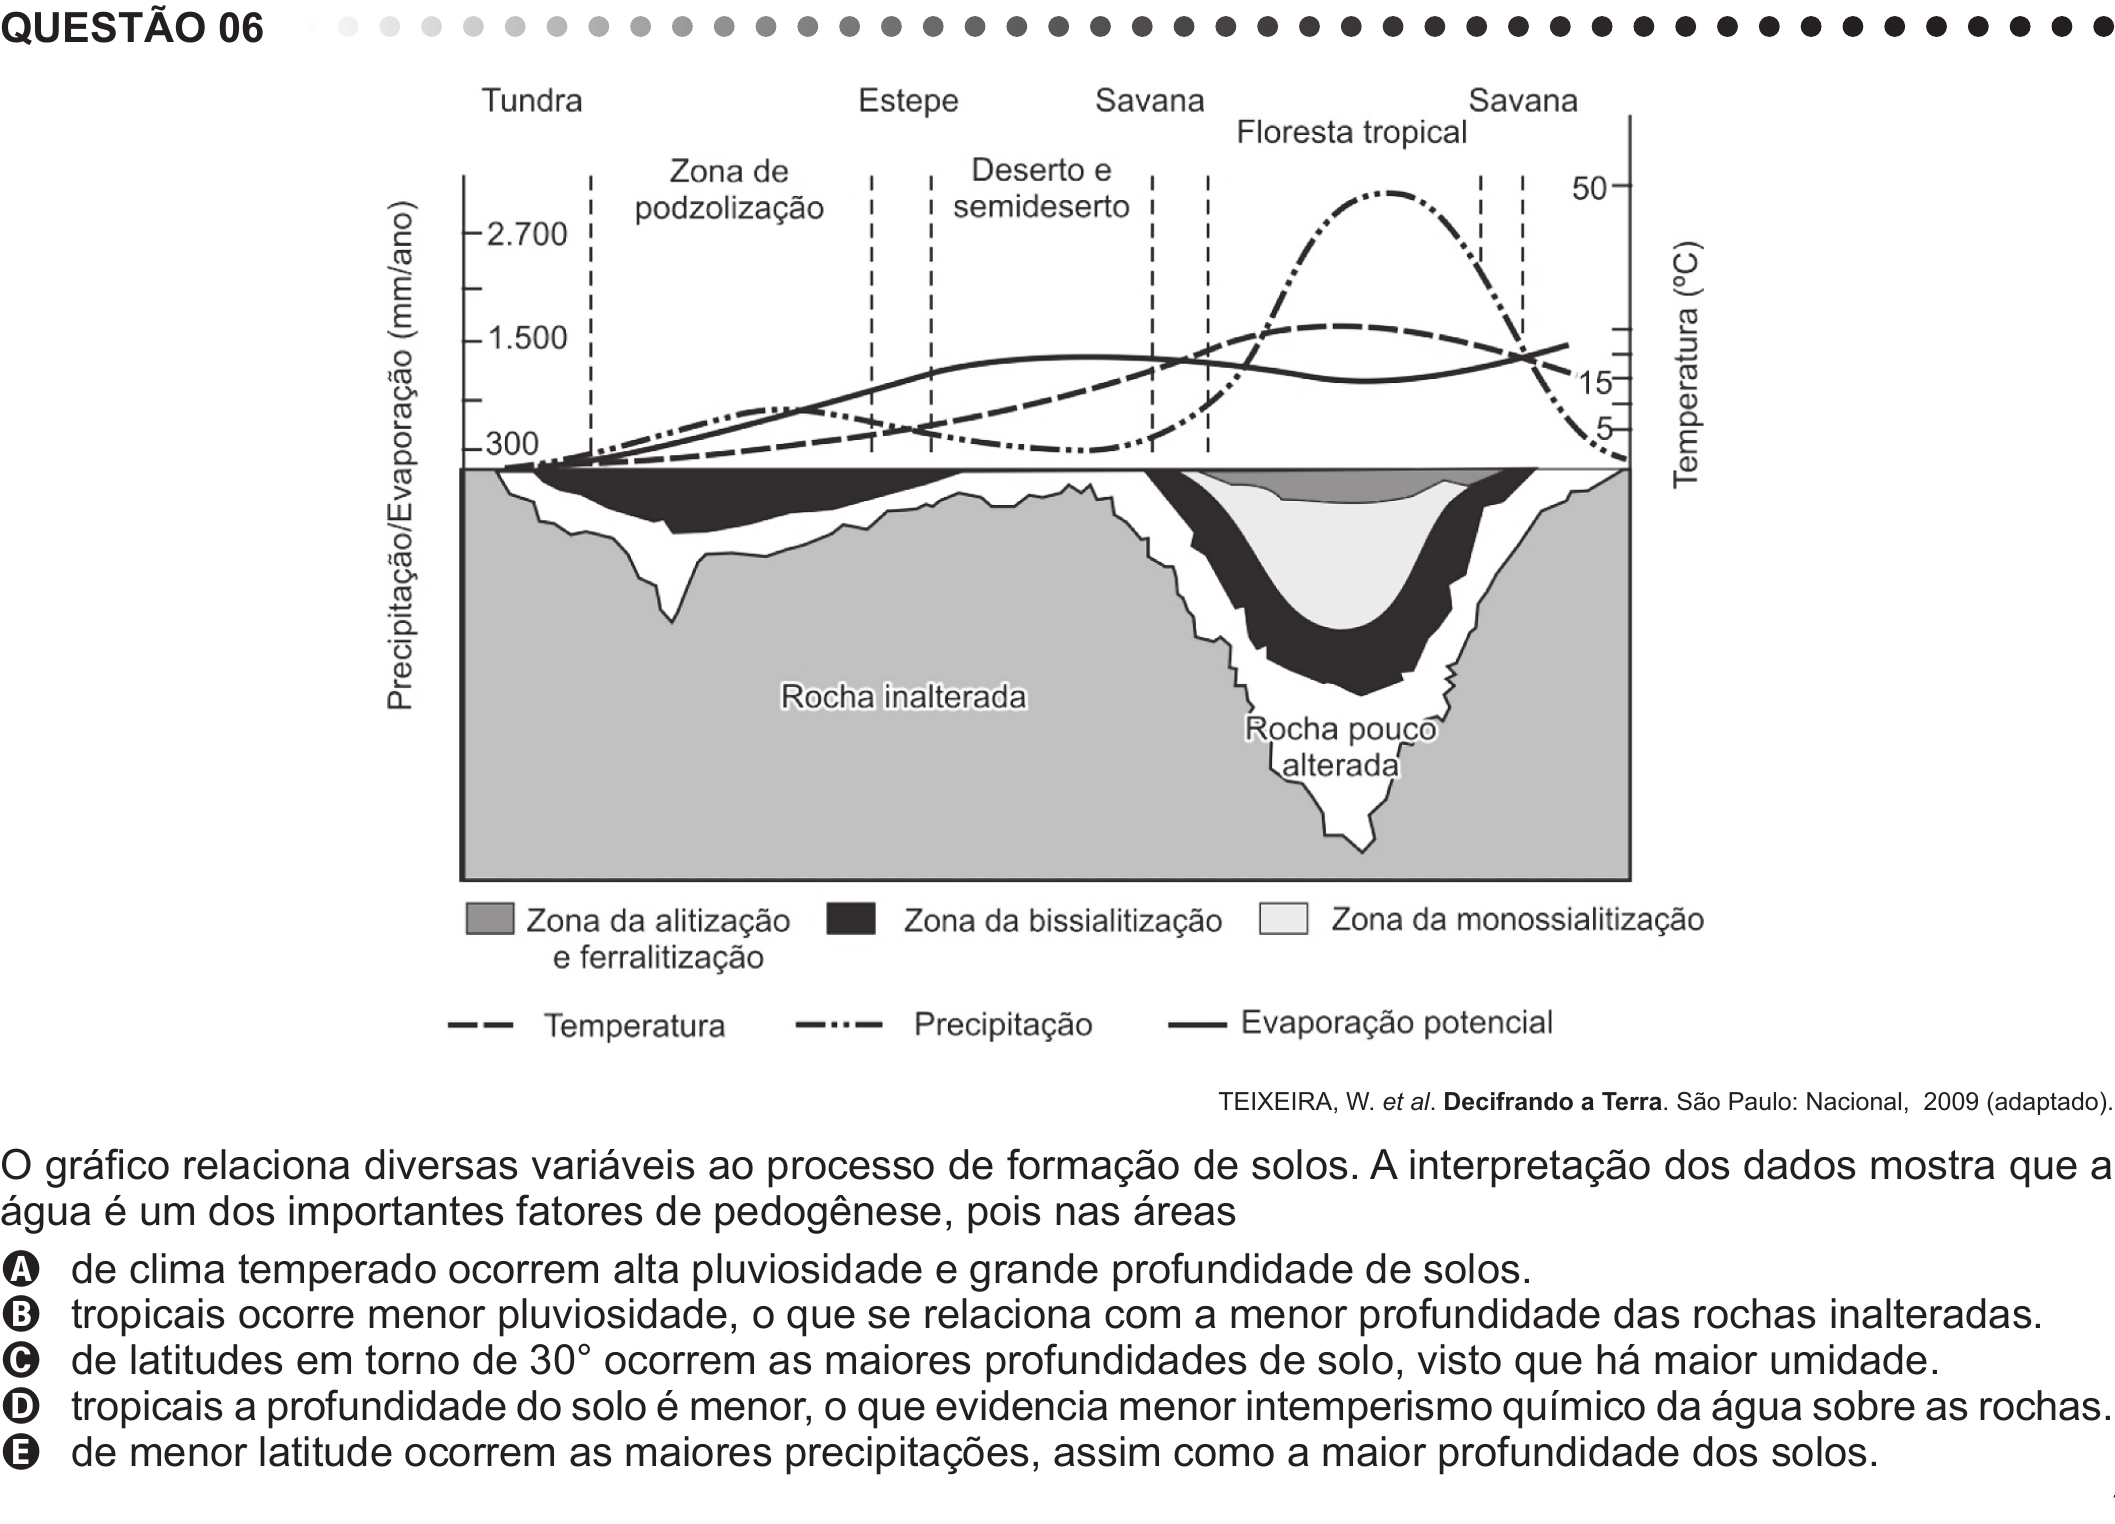 QUESTÃO 06
Tundra
Estepe
Savana
Savana
Floresta tropical
Zona de
podzolização
Deserto e
semideserto
Precipitação/Evaporação (mm/ano)
2.700
1.500
300
50
15
5
Temperatura (ºC)
Rocha inalterada
Rocha pouco
alterada
Zona da alitização
e ferralitização
Zona da bissialitização
Zona da monossialitização
Temperatura
Precipitação
Evaporação potencial
TEIXEIRA, W. et al. Decifrando a Terra. São Paulo: Nacional, 2009 (adaptado).
O gráfico relaciona diversas variáveis ao processo de formação de solos. A interpretação dos dados mostra que a
água é um dos importantes fatores de pedogênese, pois nas áreas
A de clima temperado ocorrem alta pluviosidade e grande profundidade de solos.
B tropicais ocorre menor pluviosidade, o que se relaciona com a menor profundidade das rochas inalteradas.
C de latitudes em torno de 30° ocorrem as maiores profundidades de solo, visto que há maior umidade.
D tropicais a profundidade do solo é menor, o que evidencia menor intemperismo químico da água sobre as rochas.
E de menor latitude ocorrem as maiores precipitações, assim como a maior profundidade dos solos.